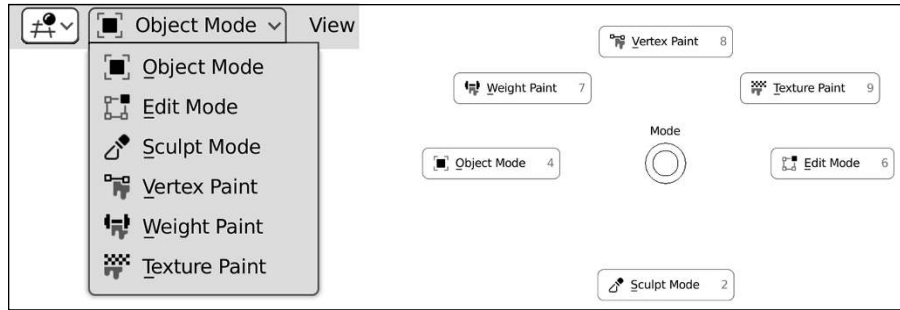 Object Mode View
Object Mode
Edit Mode
Sculpt Mode
Vertex Paint
Weight Paint
Texture Paint
Vertex Paint 8
Weight Paint 7
Texture Paint 9
Mode
Object Mode 4
Edit Mode 6
Sculpt Mode 2